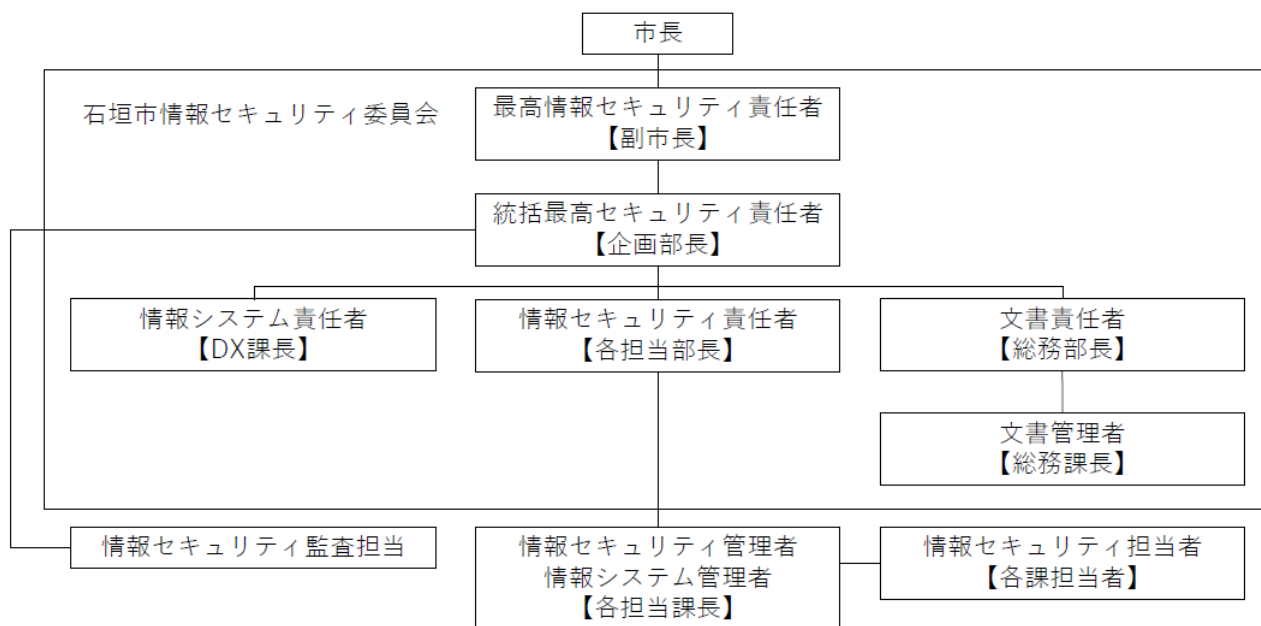 市長
石垣市情報セキュリティ委員会
最高情報セキュリティ責任者
【副市長】
統括最高セキュリティ責任者
【企画部長】
情報システム責任者
【DX課長】
情報セキュリティ責任者
【各担当部長】
文書責任者
【総務部長】
文書管理者
【総務課長】
情報セキュリティ監査担当
情報セキュリティ管理者
情報システム管理者
【各担当課長】
情報セキュリティ担当者
【各課担当者】